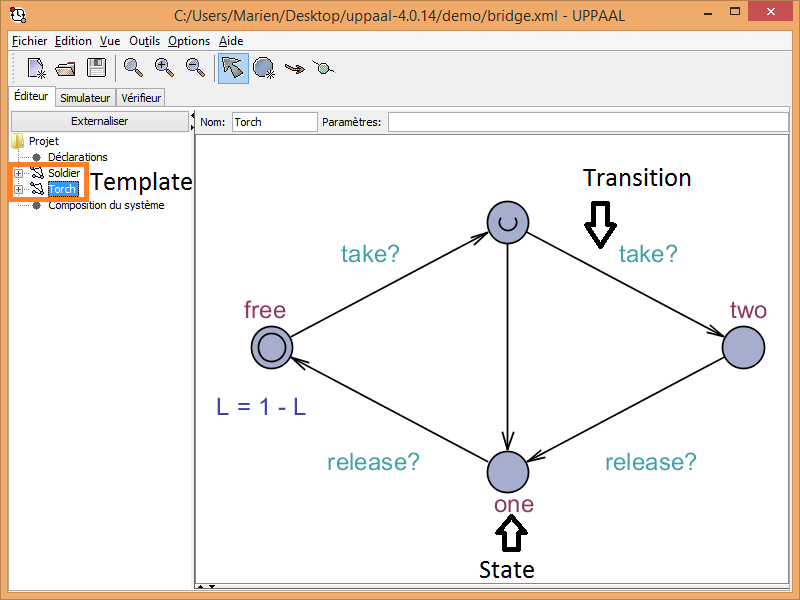 C:/Users/Marien/Desktop/uppaal-4.0.14/demo/bridge.xml - UPPAAL
Fichier Edition Vue Outils Options Aide
Éditeur Simulateur Vérifieur
Externaliser
Nom: Torch Paramètres:
Projet
Déclarations
Soldier
Torch
Template
Composition du système
Transition
take?
take?
free
two
L = 1 - L
release?
release?
one
State